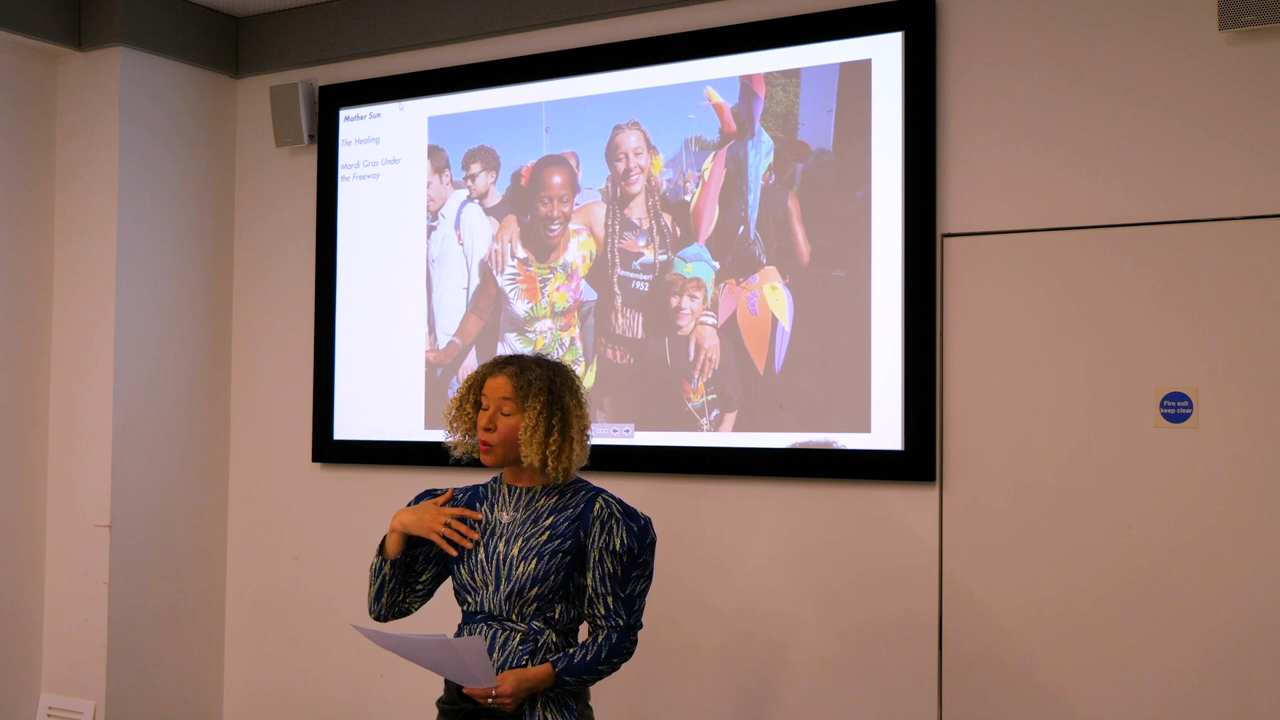 Mother Sun
The Healing
Mardi Gras Under
the Freeway
Remember
1952
Fire exit
keep clear